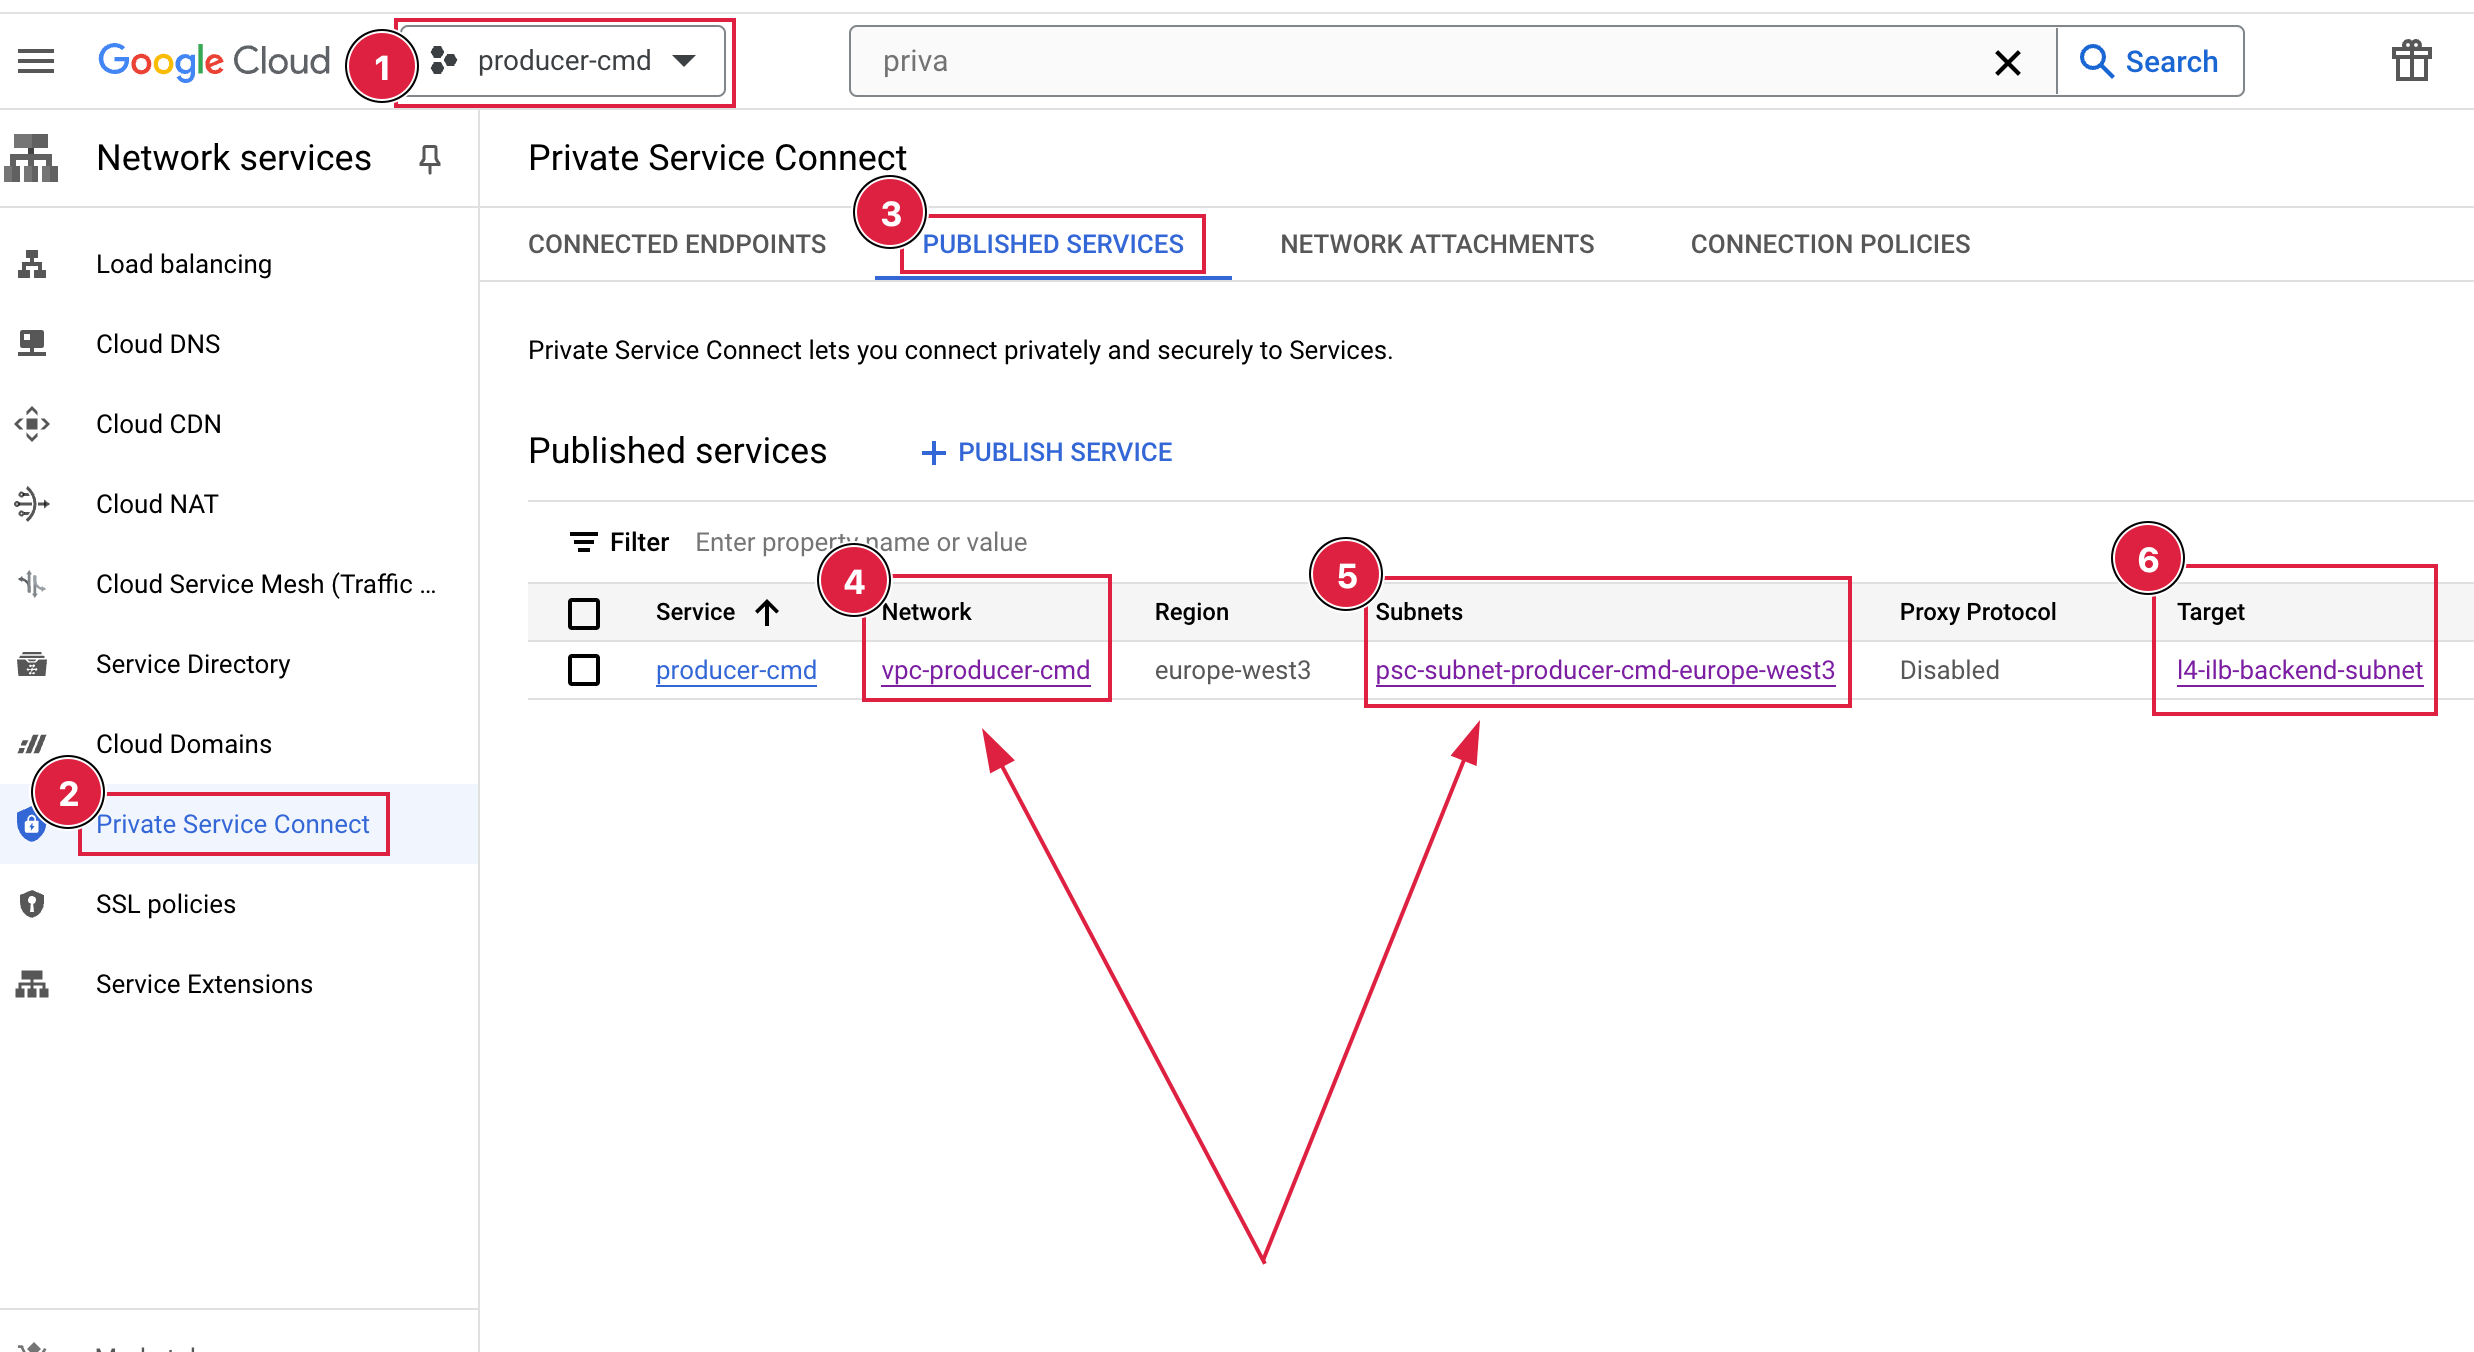 Google Cloud
1
producer-cmd
priva
Search
Network services
Private Service Connect
3
CONNECTED ENDPOINTS
PUBLISHED SERVICES
NETWORK ATTACHMENTS
CONNECTION POLICIES
Load balancing
Cloud DNS
Cloud CDN
Cloud NAT
Cloud Service Mesh (Traffic ...
Service Directory
Cloud Domains
2
Private Service Connect
SSL policies
Service Extensions
Private Service Connect lets you connect privately and securely to Services.
Published services
PUBLISH SERVICE
Filter Enter property name or value
4
5
6
Service Network Region Subnets Proxy Protocol Target
producer-cmd vpc-producer-cmd europe-west3 psc-subnet-producer-cmd-europe-west3 Disabled l4-ilb-backend-subnet